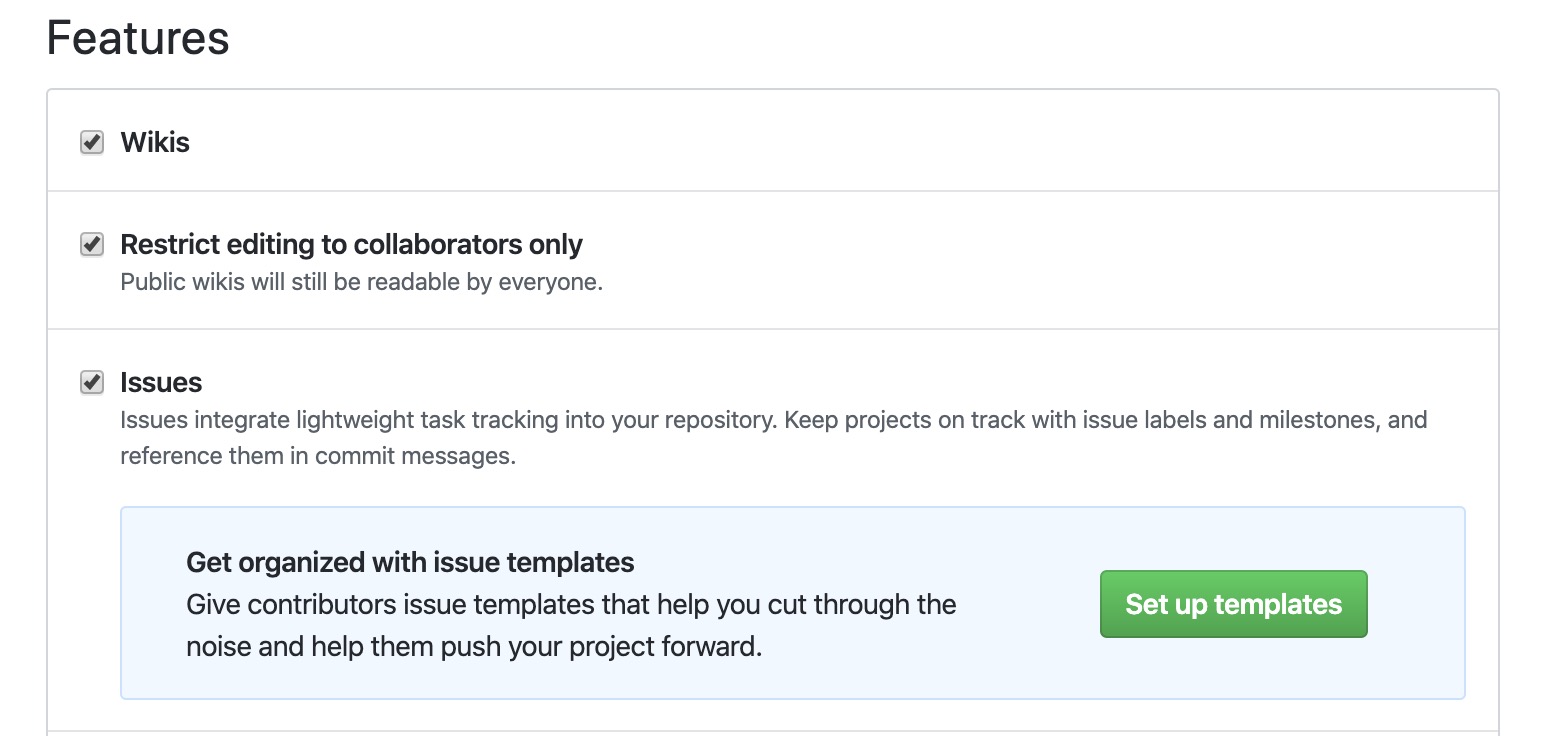 Features
Wikis
Restrict editing to collaborators only
Public wikis will still be readable by everyone.
Issues
Issues integrate lightweight task tracking into your repository. Keep projects on track with issue labels and milestones, and
reference them in commit messages.
Get organized with issue templates
Give contributors issue templates that help you cut through the
noise and help them push your project forward.
Set up templates